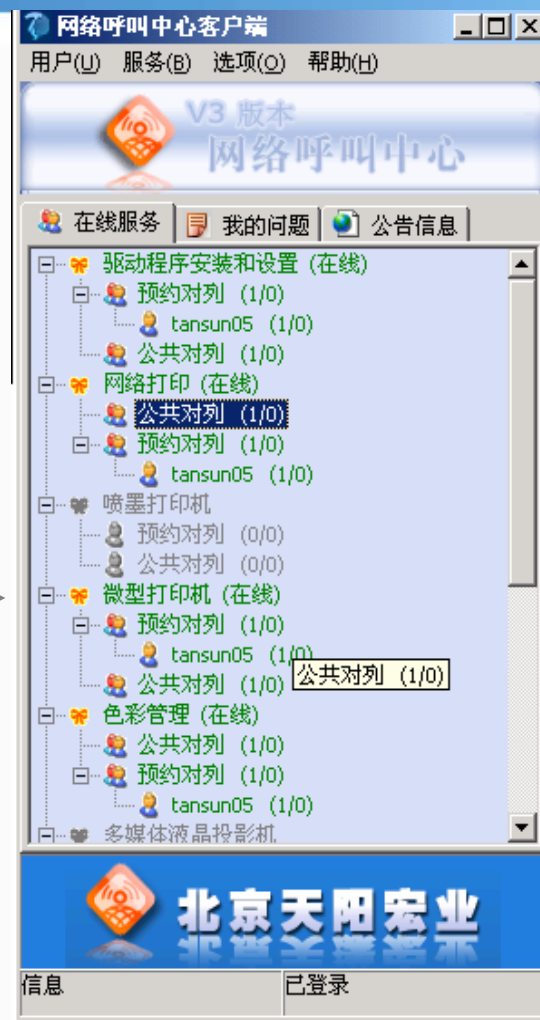 网络呼叫中心客户端
用户(U) 服务(B) 选项(O) 帮助(H)
V3 版本
网络呼叫中心
在线服务 我的问题 公告信息
驱动程序安装和设置 (在线)
预约对列 (1/0)
tansun05 (1/0)
公共对列 (1/0)
网络打印 (在线)
公共对列 (1/0)
预约对列 (1/0)
tansun05 (1/0)
喷墨打印机
预约对列 (0/0)
公共对列 (0/0)
微型打印机 (在线)
预约对列 (1/0)
tansun05 (1/0)
公共对列 (1/0)
公共对列 (1/0)
色彩管理 (在线)
公共对列 (1/0)
预约对列 (1/0)
tansun05 (1/0)
多媒体液晶投影机
北京天阳宏业
信息 已登录